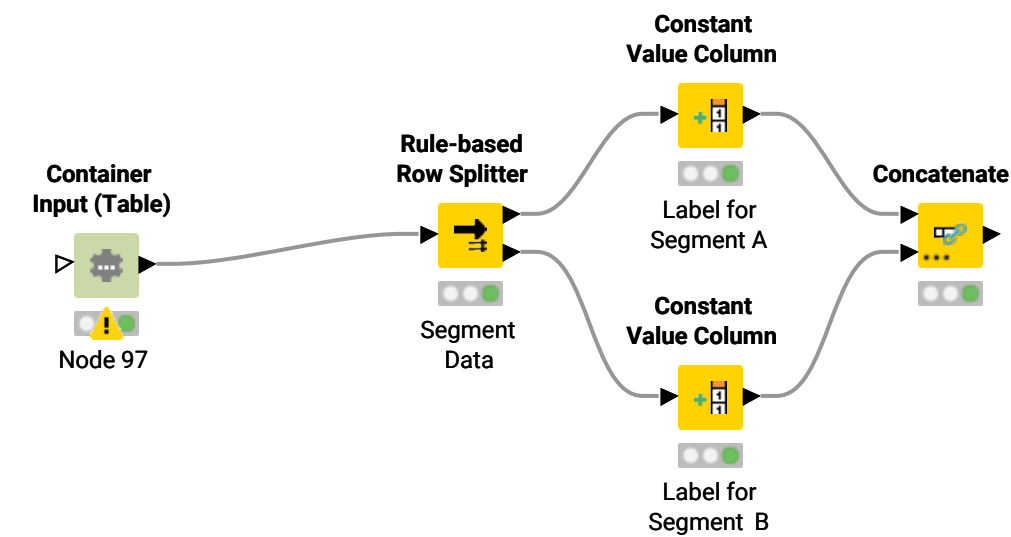 Container
Input (Table)
Node 97
Rule-based
Row Splitter
Segment
Data
Constant
Value Column
Label for
Segment A
Constant
Value Column
Label for
Segment B
Concatenate